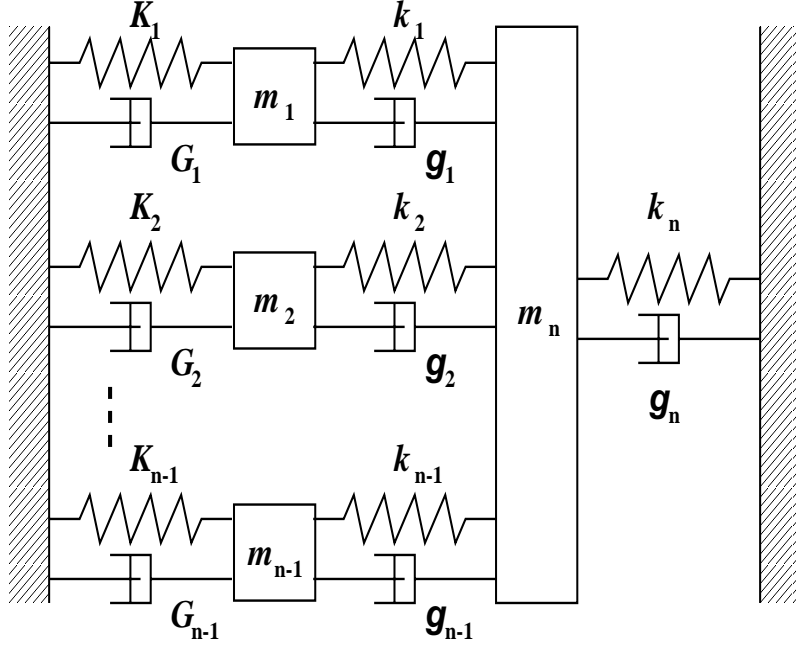 K₁ k₁
m₁
G₁ g₁
K₂ k₂ kₙ
m₂ mₙ
G₂ g₂ gₙ
Kₙ₋₁ kₙ₋₁
mₙ₋₁
Gₙ₋₁ gₙ₋₁